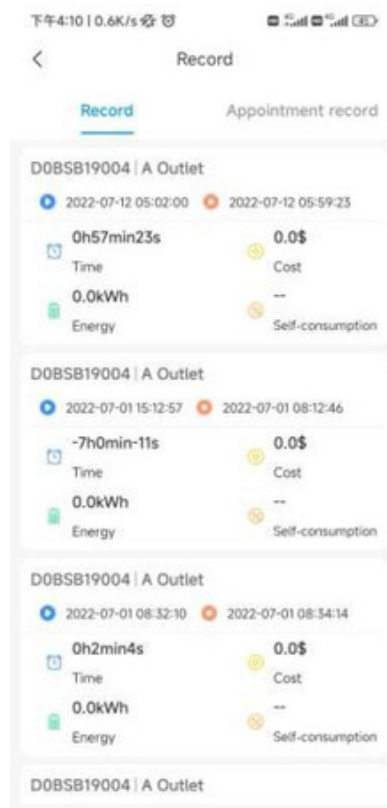 下午4:10 | 0.6K/s
Record
Record Appointment record
D0BSB19004 | A Outlet
2022-07-12 05:02:00 2022-07-12 05:59:23
0h57min23s 0.0$
Time Cost
0.0kWh --
Energy Self-consumption
D0BSB19004 | A Outlet
2022-07-01 15:12:57 2022-07-01 08:12:46
-7h0min-11s 0.0$
Time Cost
0.0kWh --
Energy Self-consumption
D0BSB19004 | A Outlet
2022-07-01 08:32:10 2022-07-01 08:34:14
0h2min4s 0.0$
Time Cost
0.0kWh --
Energy Self-consumption
D0BSB19004 | A Outlet